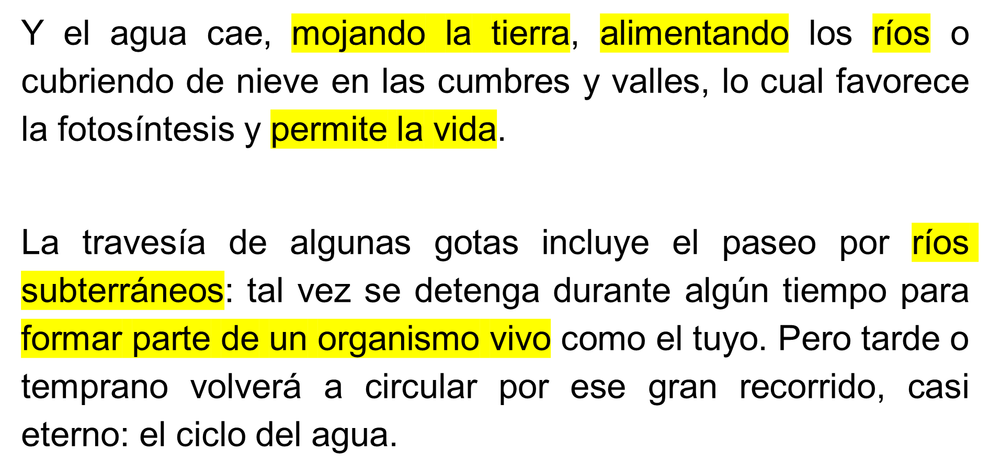 Y el agua cae, mojando la tierra, alimentando los ríos o
cubriendo de nieve en las cumbres y valles, lo cual favorece
la fotosíntesis y permite la vida.
La travesía de algunas gotas incluye el paseo por ríos
subterráneos: tal vez se detenga durante algún tiempo para
formar parte de un organismo vivo como el tuyo. Pero tarde o
temprano volverá a circular por ese gran recorrido, casi
eterno: el ciclo del agua.